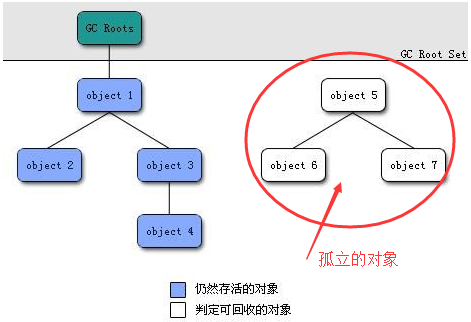 GC Roots
GC Root Set
object 1
object 5
object 2
object 3
object 6
object 7
object 4
孤立的对象
仍然存活的对象
判定可回收的对象